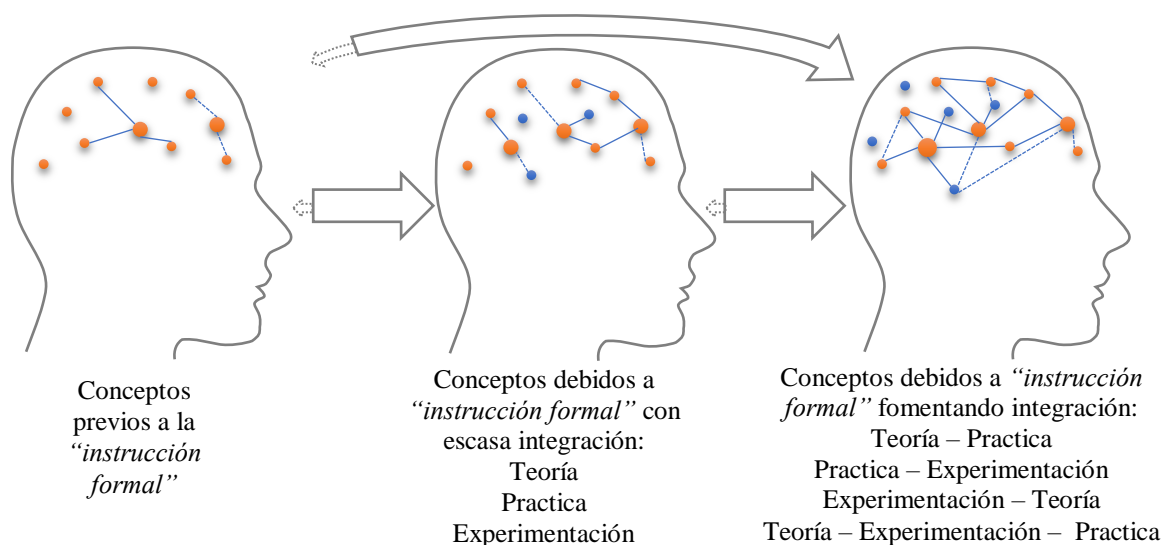 Conceptos
previos a la
“instrucción
formal”
Conceptos debidos a
“instrucción formal” con
escasa integración:
Teoría
Practica
Experimentación
Conceptos debidos a “instrucción
formal” fomentando integración:
Teoría – Practica
Practica – Experimentación
Experimentación – Teoría
Teoría – Experimentación – Practica